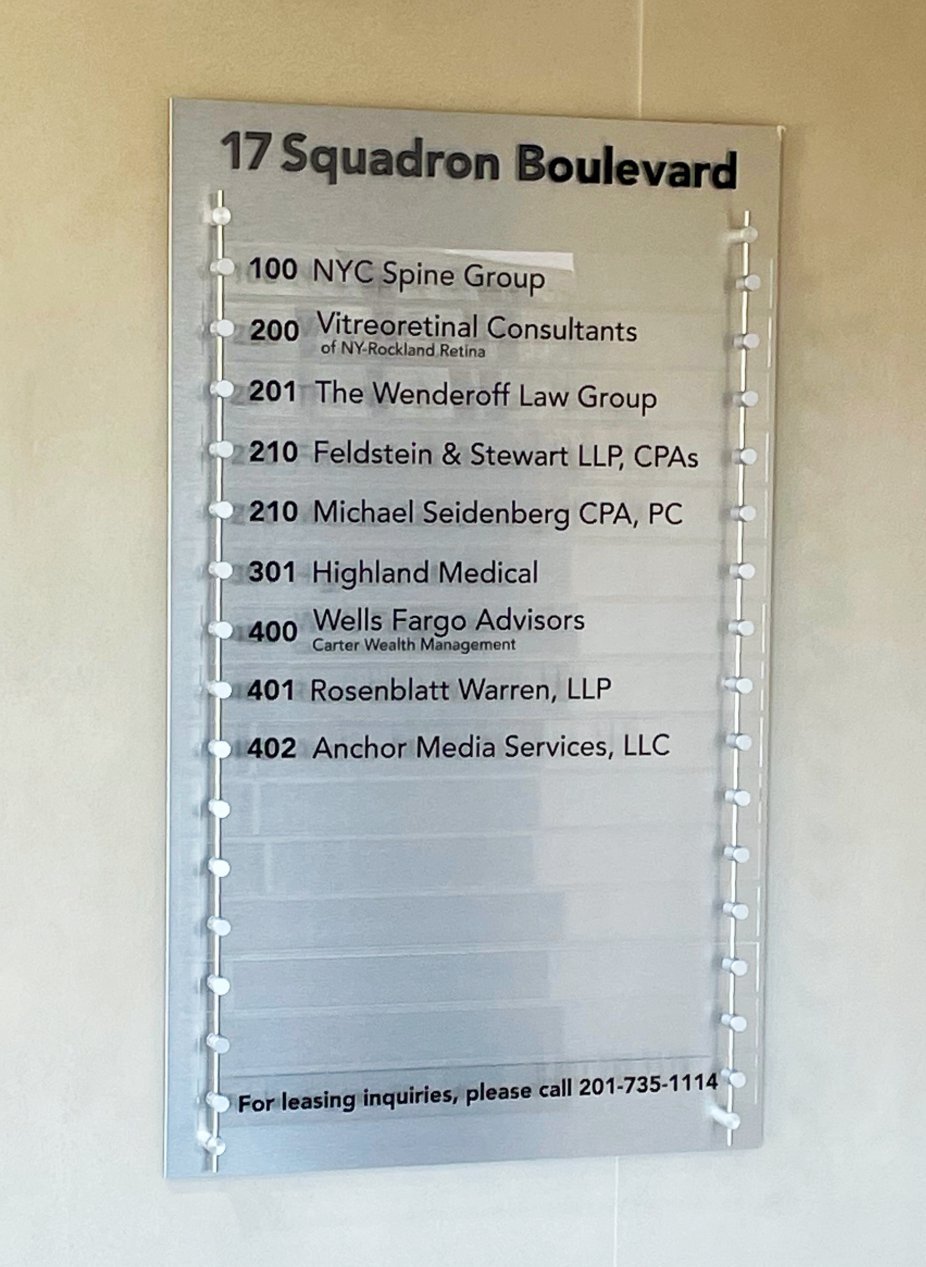 17 Squadron Boulevard
100 NYC Spine Group
200 Vitreoretinal Consultants
of NY-Rockland Retina
201 The Wenderoff Law Group
210 Feldstein & Stewart LLP, CPAs
210 Michael Seidenberg CPA, PC
301 Highland Medical
400 Wells Fargo Advisors
Carter Wealth Management
401 Rosenblatt Warren, LLP
402 Anchor Media Services, LLC
For leasing inquiries, please call 201-735-1114